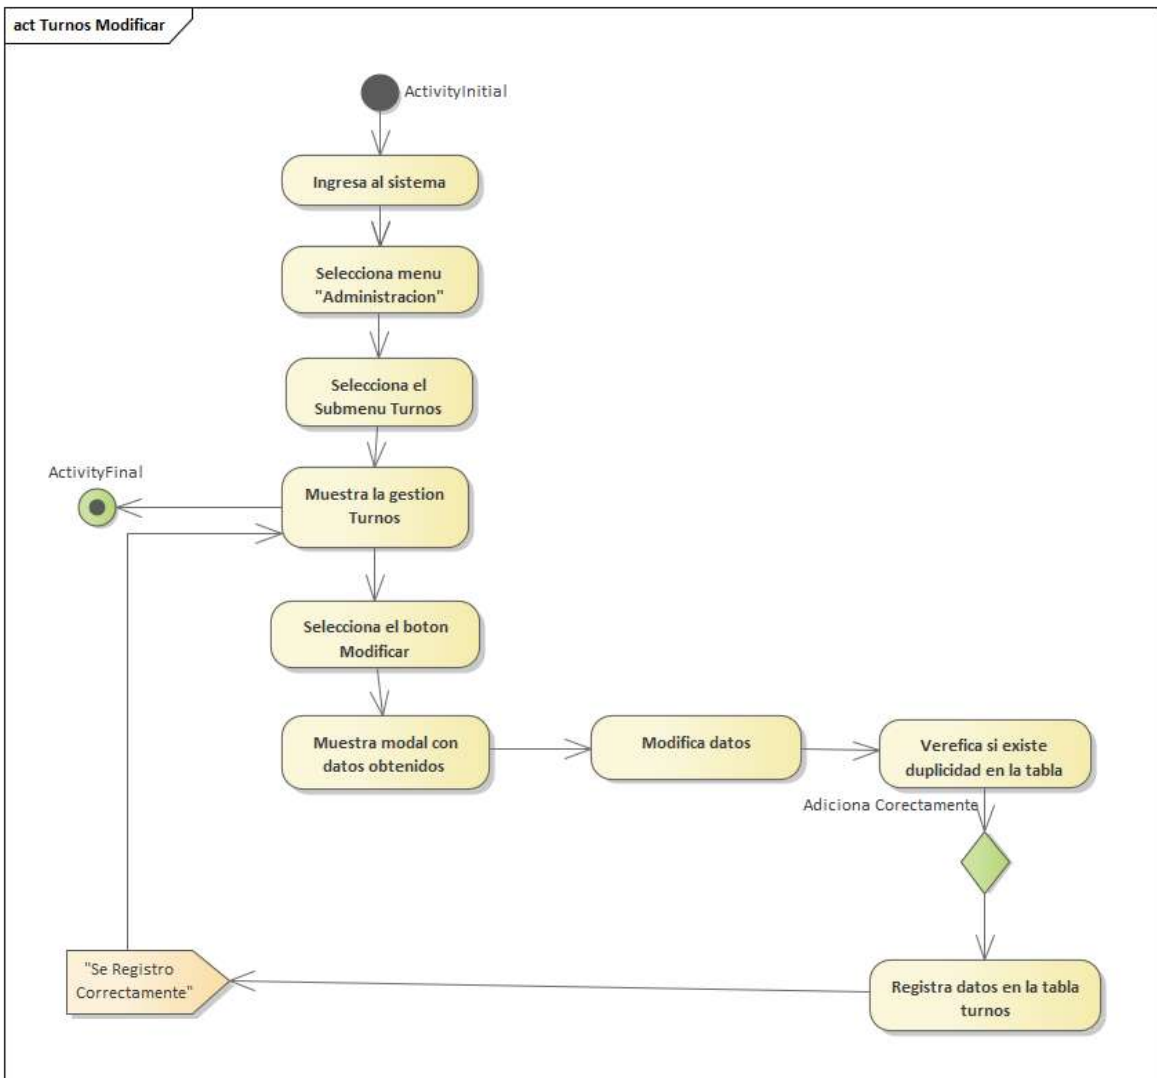 act Turnos Modificar
ActivityInitial
Ingresa al sistema
Selecciona menu
"Administracion"
Selecciona el
Submenu Turnos
ActivityFinal
Muestra la gestion
Turnos
Selecciona el boton
Modificar
Muestra modal con
datos obtenidos
Modifica datos
Verefica si existe
duplicidad en la tabla
Adiciona Corectamente
"Se Registro
Correctamente"
Registra datos en la tabla
turnos